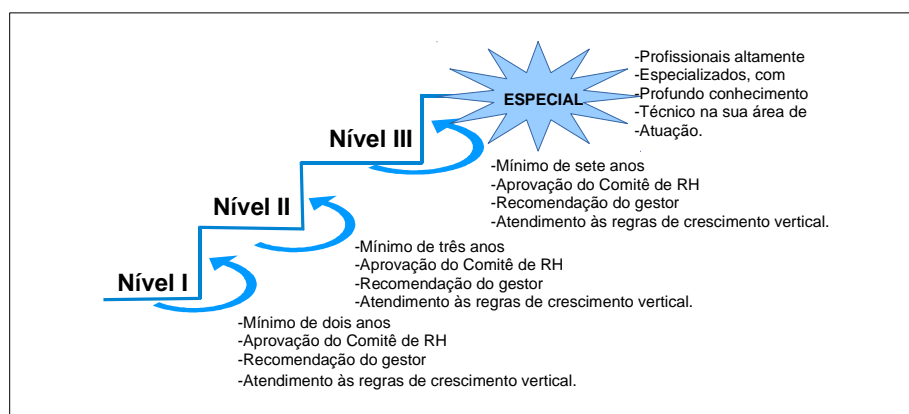 -Profissionais altamente
-Especializados, com
-Profundo conhecimento
-Técnico na sua área de
-Atuação.
ESPECIAL
Nível III
-Mínimo de sete anos
-Aprovação do Comitê de RH
-Recomendação do gestor
-Atendimento às regras de crescimento vertical.
Nível II
-Mínimo de três anos
-Aprovação do Comitê de RH
-Recomendação do gestor
-Atendimento às regras de crescimento vertical.
Nível I
-Mínimo de dois anos
-Aprovação do Comitê de RH
-Recomendação do gestor
-Atendimento às regras de crescimento vertical.